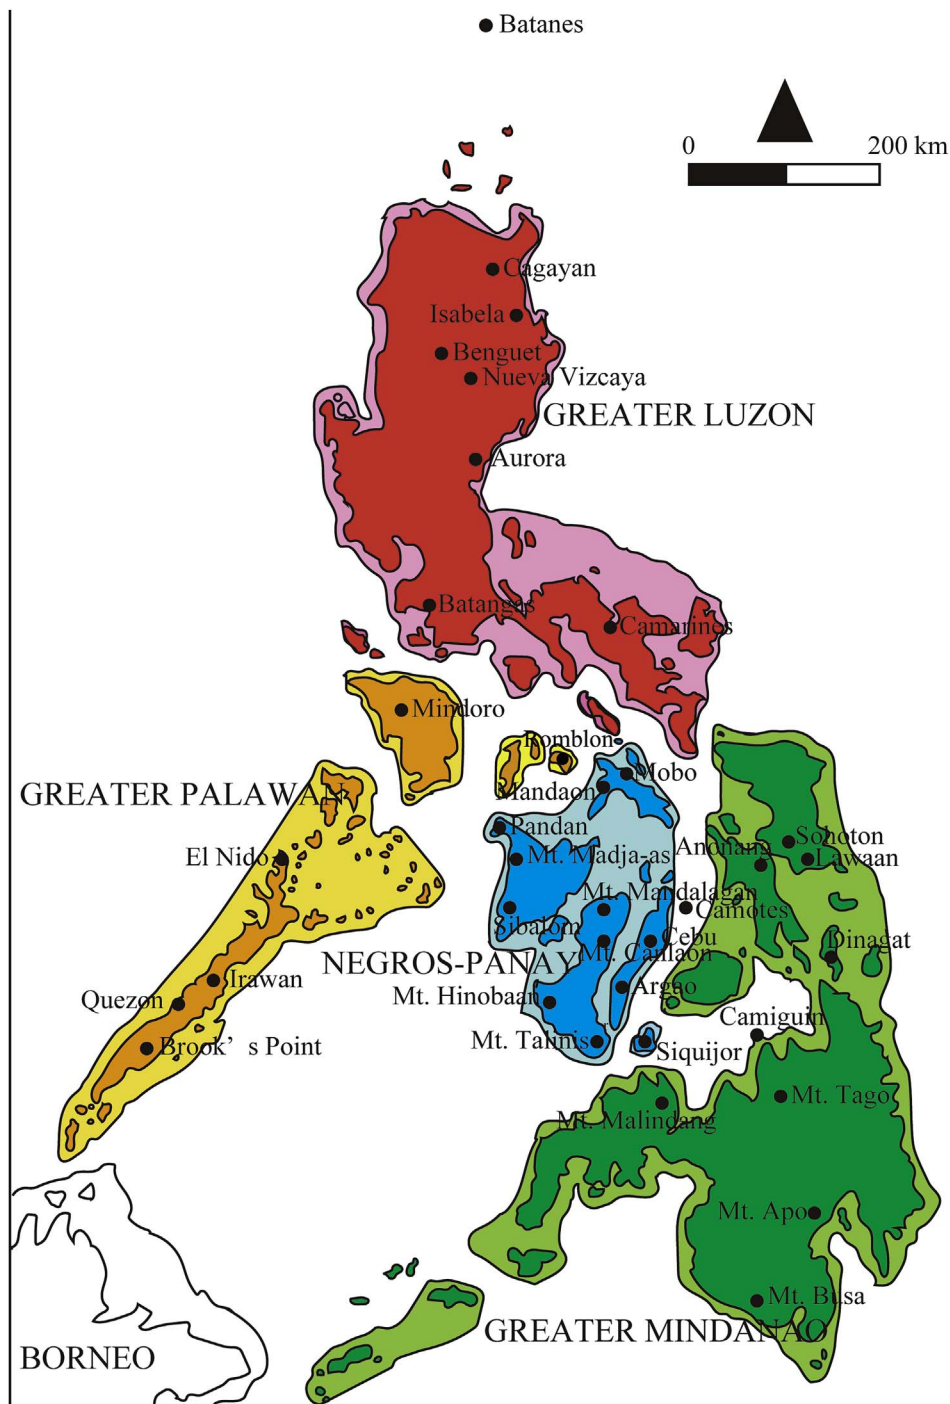 Batanes
0 200 km
Cagayan
Isabela
Benguet
Nueva Vizcaya
GREATER LUZON
Aurora
Batangas
Camarines
Mindoro
Romblon
Mobo
GREATER PALAWAN
Mandaon
Pandan
Sohoton
Anonang
El Nido
Mt. Madja-as
Lawaan
Mt. Mandalagan
Camotes
Sibalom
Cebu
Dinagat
Mt. Canlaon
NEGROS-PANAY
Irawan
Argao
Quezon
Mt. Hinobaan
Camiguin
Brook’ s Point
Mt. Talinis
Siquijor
Mt. Tago
Mt. Malindang
Mt. Apo
Mt. Busa
GREATER MINDANAO
BORNEO